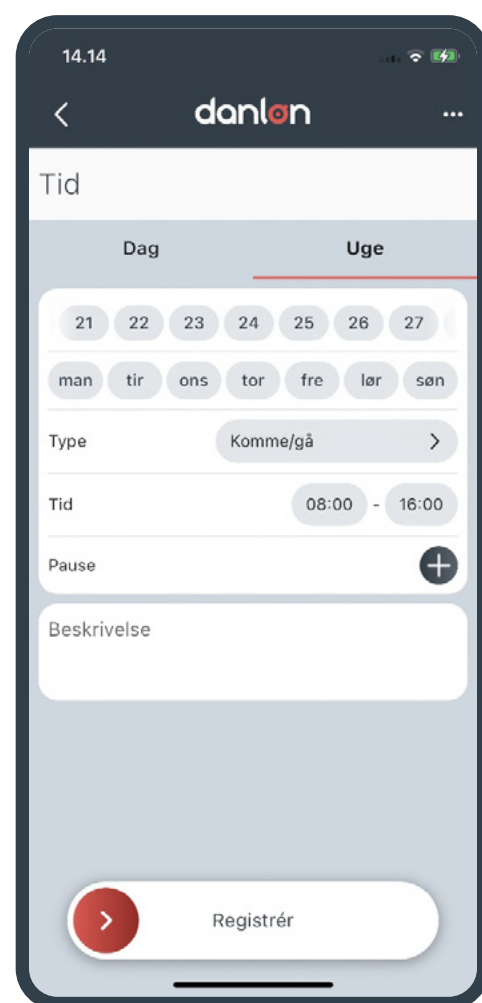 14.14
danløn
Tid
Dag Uge
21 22 23 24 25 26 27
man tir ons tor fre lør søn
Type Komme/gå
Tid 08:00 - 16:00
Pause
Beskrivelse
Registrér